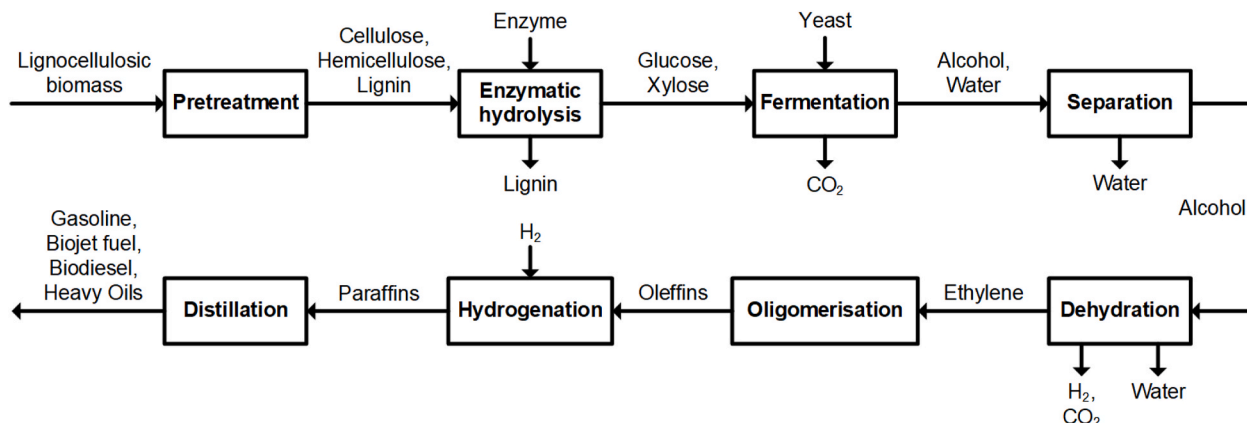 Enzyme
Yeast
Lignocellulosic
biomass
Cellulose,
Hemicellulose,
Lignin
Glucose,
Xylose
Alcohol,
Water
Pretreatment
Enzymatic
hydrolysis
Fermentation
Separation
Lignin
CO2
Water
Alcohol
Gasoline,
Biojet fuel,
Biodiesel,
Heavy Oils
H2
Paraffins
Oleffins
Ethylene
Distillation
Hydrogenation
Oligomerisation
Dehydration
H2,
CO2
Water